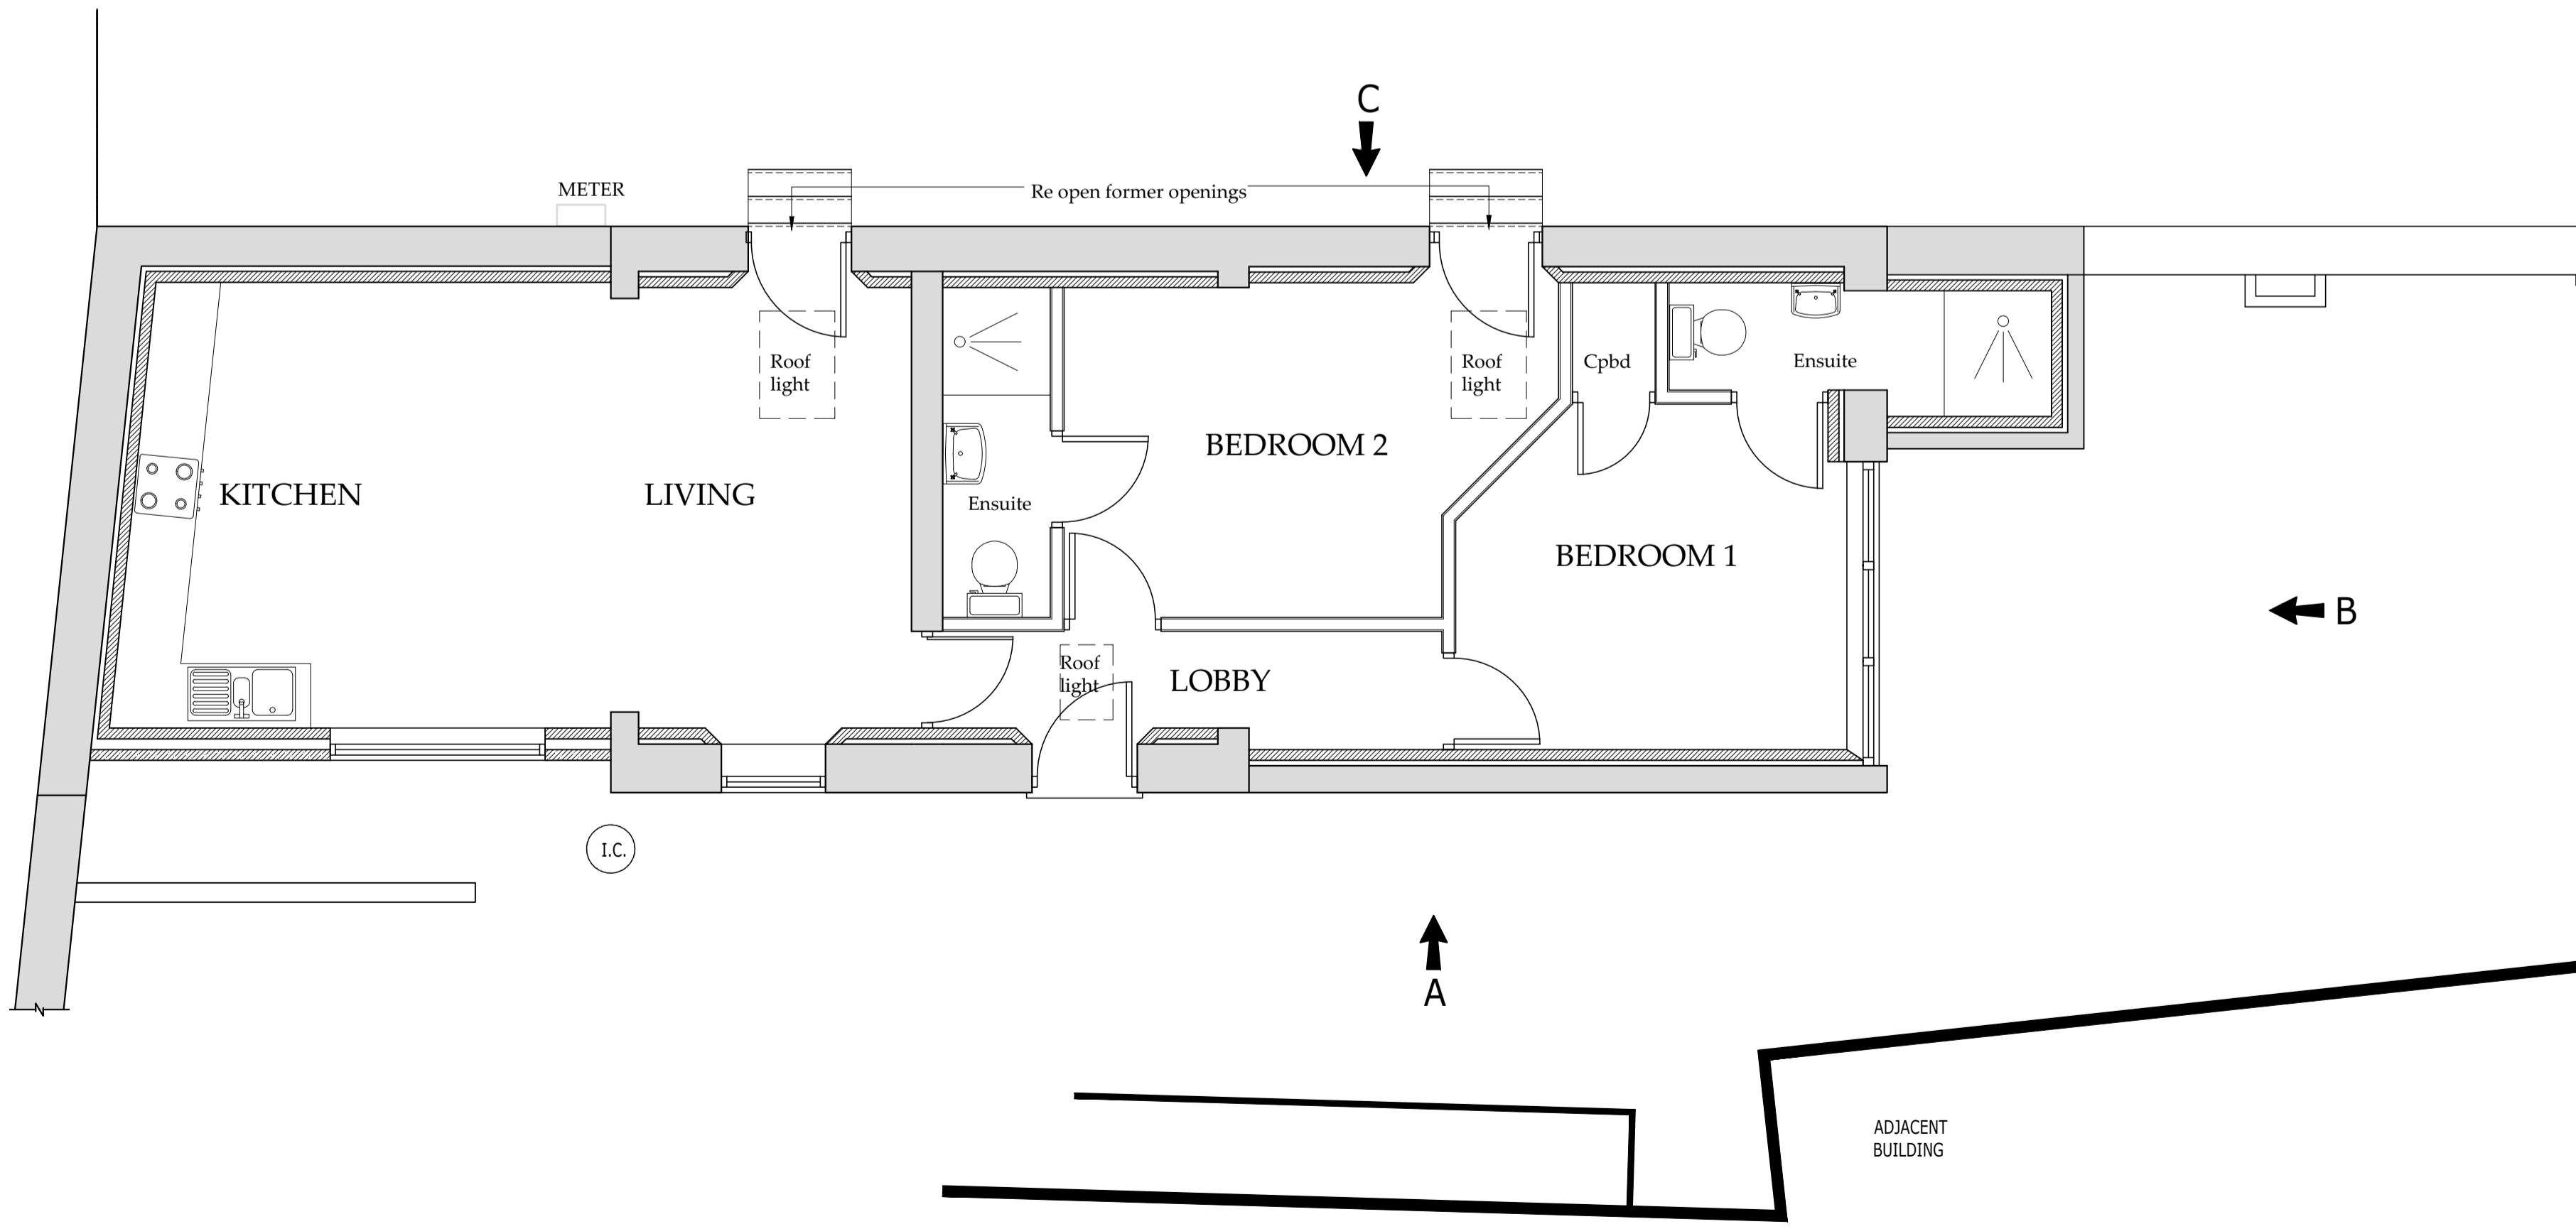 C
METER
Re open former openings
Roof
light
Roof
light
Cpbd
Ensuite
BEDROOM 2
KITCHEN
LIVING
Ensuite
BEDROOM 1
B
Roof
light
LOBBY
I.C.
A
ADJACENT
BUILDING